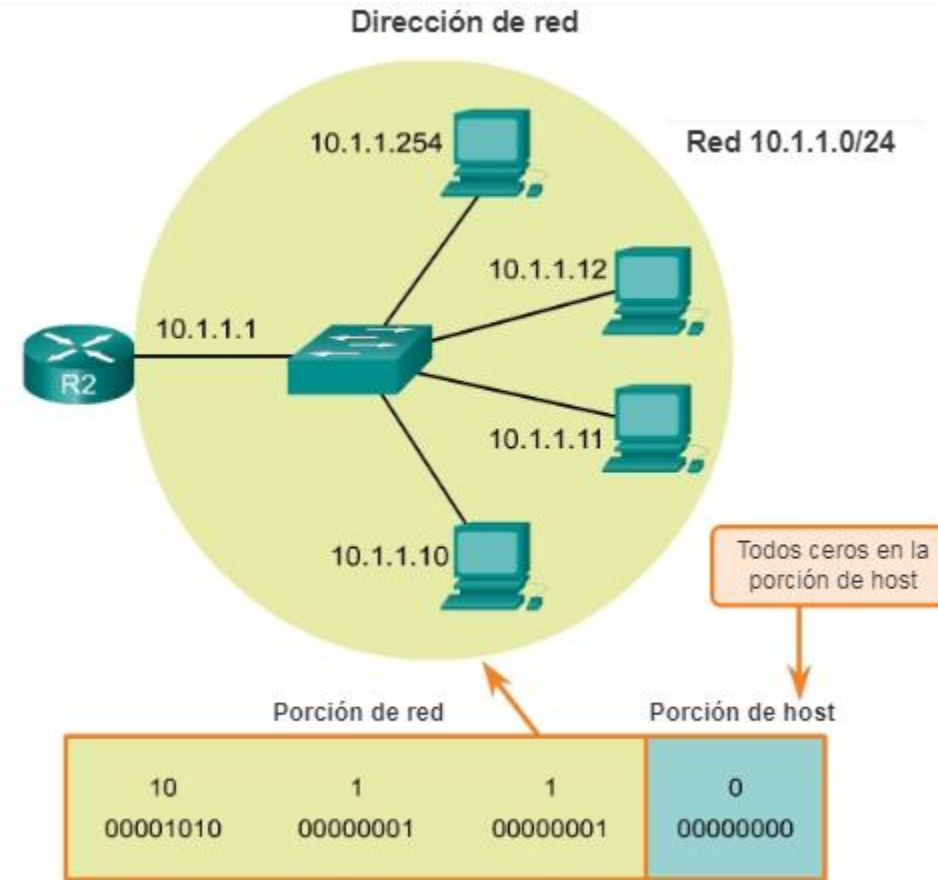 Dirección de red
10.1.1.254
Red 10.1.1.0/24
10.1.1.12
10.1.1.1
R2
10.1.1.11
10.1.1.10
Todos ceros en la
porción de host
Porción de red
Porción de host
10 1 1 0
00001010 00000001 00000001 00000000